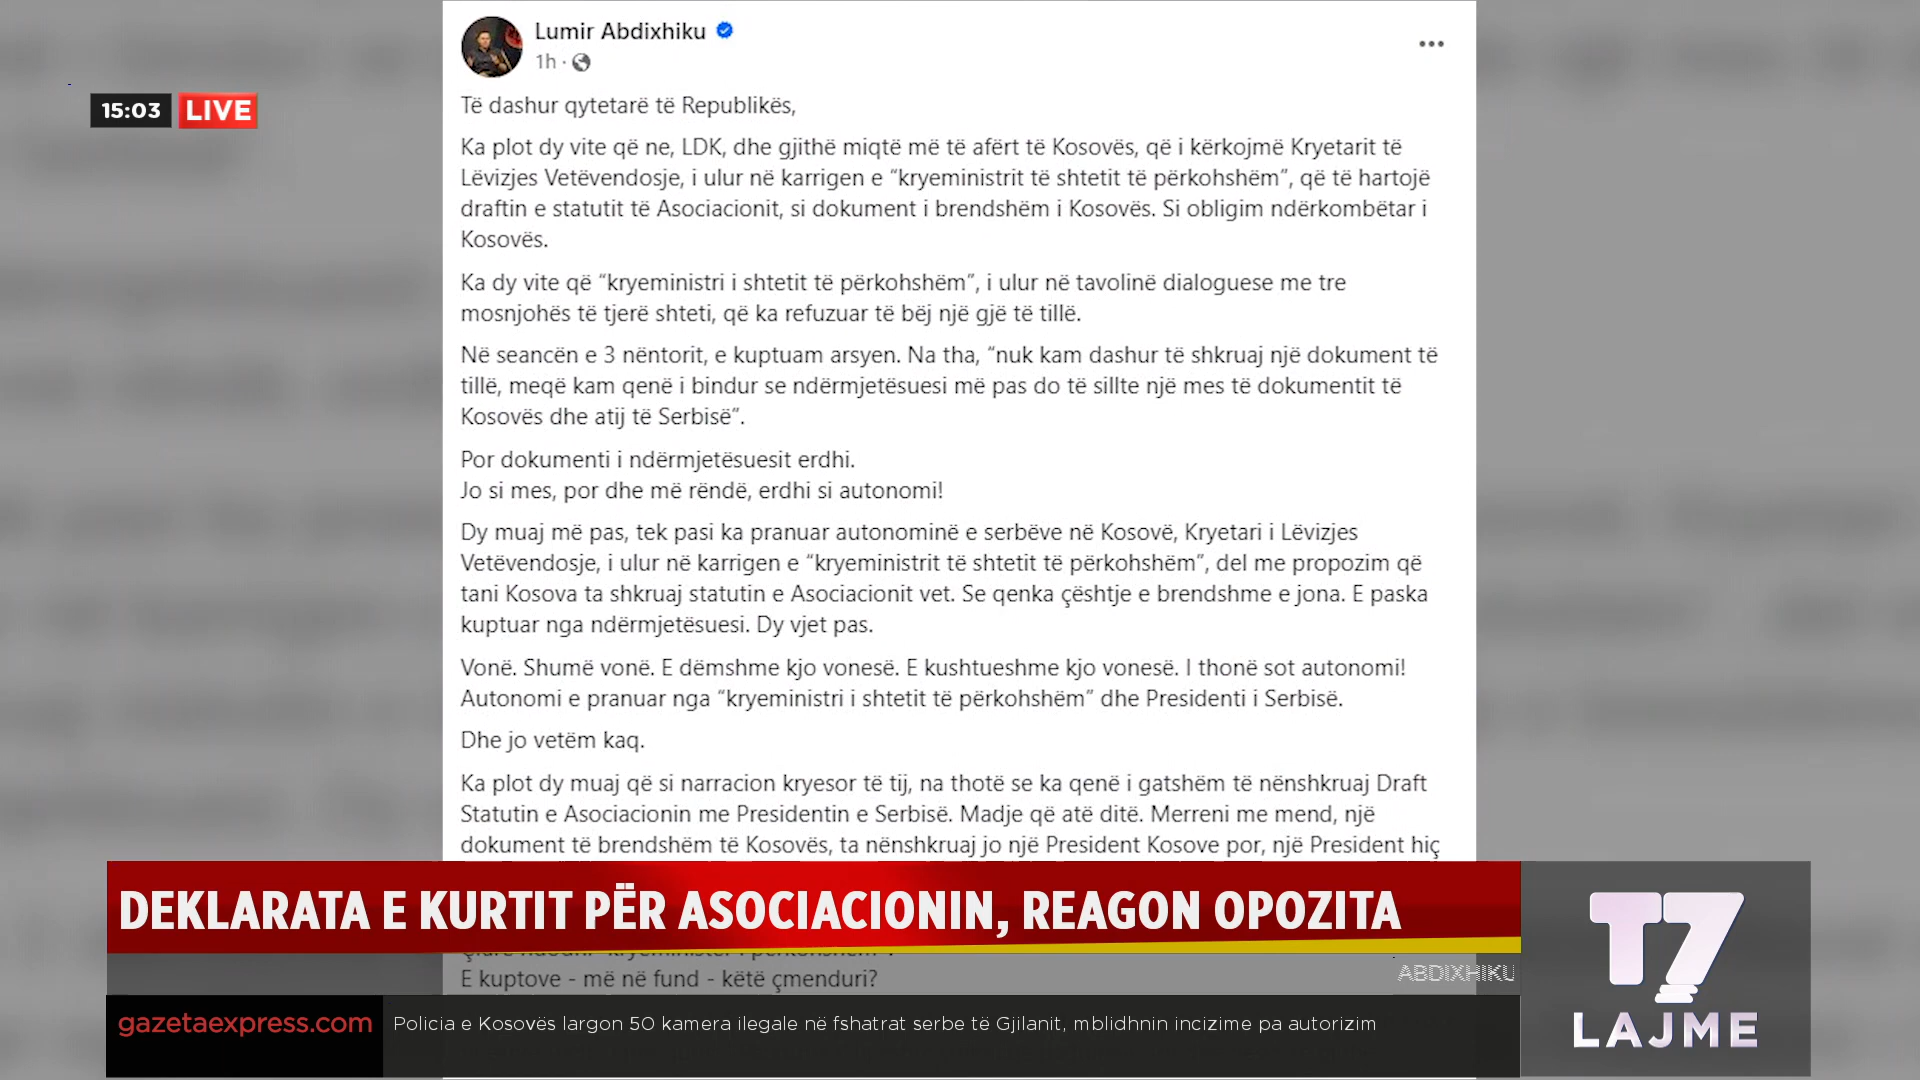 Lumir Abdixhiku
1h ·
15:03 LIVE
Të dashur qytetarë të Republikës,
Ka plot dy vite që ne, LDK, dhe gjithë miqtë më të afërt të Kosovës, që i kërkojmë Kryetarit të
Lëvizjes Vetëvendosje, i ulur në karrigen e “kryeministrit të shtetit të përkohshëm”, që të hartojë
draftin e statutit të Asociacionit, si dokument i brendshëm i Kosovës. Si obligim ndërkombëtar i
Kosovës.
Ka dy vite që “kryeministri i shtetit të përkohshëm”, i ulur në tavolinë dialoguese me tre
mosnjohës të tjerë shteti, që ka refuzuar të bëj një gjë të tillë.
Në seancën e 3 nëntorit, e kuptuam arsyen. Na tha, “nuk kam dashur të shkruaj një dokument të
tillë, meqë kam qenë i bindur se ndërmjetësuesi më pas do të sillte një mes të dokumentit të
Kosovës dhe atij të Serbisë”.
Por dokumenti i ndërmjetësuesit erdhi.
Jo si mes, por dhe më rëndë, erdhi si autonomi!
Dy muaj më pas, tek pasi ka pranuar autonominë e serbëve në Kosovë, Kryetari i Lëvizjes
Vetëvendosje, i ulur në karrigen e “kryeministrit të shtetit të përkohshëm”, del me propozim që
tani Kosova ta shkruaj statutin e Asociacionit vet. Se qenka çështje e brendshme e jona. E paska
kuptuar nga ndërmjetësuesi. Dy vjet pas.
Vonë. Shumë vonë. E dëmshme kjo vonesë. E kushtueshme kjo vonesë. I thonë sot autonomi!
Autonomi e pranuar nga “kryeministri i shtetit të përkohshëm” dhe Presidenti i Serbisë.
Dhe jo vetëm kaq.
Ka plot dy muaj që si narracion kryesor të tij, na thotë se ka qenë i gatshëm të nënshkruaj Draft
Statutin e Asociacionin me Presidentin e Serbisë. Madje që atë ditë. Merreni me mend, një
dokument të brendshëm të Kosovës, ta nënshkruaj jo një President Kosove por, një President hiç
DEKLARATA E KURTIT PËR ASOCIACIONIN, REAGON OPOZITA
E kuptove - më në fund - këtë çmenduri?
ABDIXHIKU
gazetaexpress.com
Policia e Kosovës largon 50 kamera ilegale në fshatrat serbe të Gjilanit, mblidhnin incizime pa autorizim
T7
LAJME